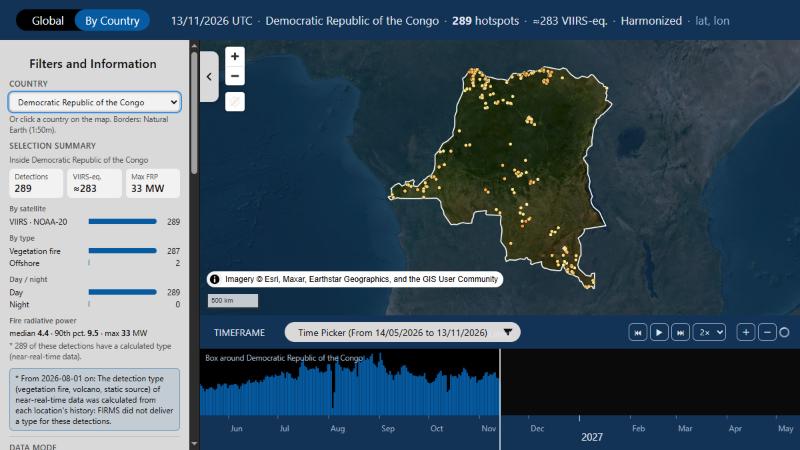 Global
By Country
13/11/2026 UTC · Democratic Republic of the Congo · 289 hotspots · ≈283 VIIRS-eq. · Harmonized · lat, lon
Filters and Information
COUNTRY
Democratic Republic of the Congo
Or click a country on the map. Borders: Natural
Earth (1:50m).
SELECTION SUMMARY
Inside Democratic Republic of the Congo
Detections
289
VIIRS-eq.
≈283
Max FRP
33 MW
By satellite
VIIRS · NOAA-20 289
By type
Vegetation fire 287
Offshore 2
Day / night
Day 289
Night 0
Fire radiative power
median 4.4 · 90th pct. 9.5 · max 33 MW
* 289 of these detections have a calculated type
(near-real-time data).
* From 2026-08-01 on: The detection type
(vegetation fire, volcano, static source) of
near-real-time data was calculated from
each location's history: FIRMS did not deliver
a type for these detections.
DATA MODE
+
−
Imagery © Esri, Maxar, Earthstar Geographics, and the GIS User Community
500 km
TIMEFRAME
Time Picker (From 14/05/2026 to 13/11/2026)
2×
+
−
Box around Democratic Republic of the Congo
Jun Jul Aug Sep Oct Nov Dec Feb Mar Apr May
2027